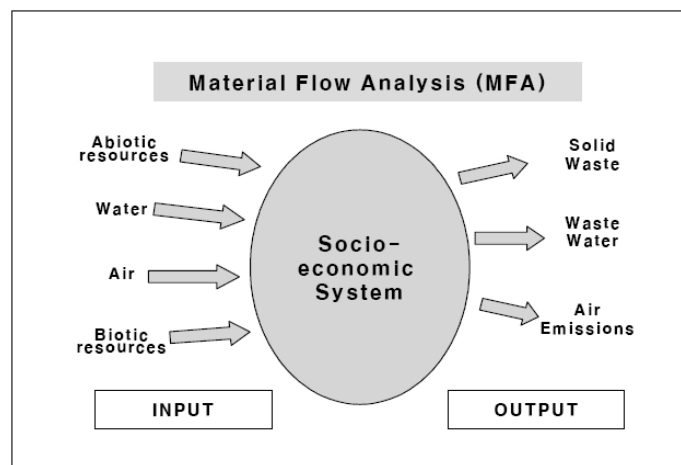 Material Flow Analysis (MFA)
Abiotic
resources
Water
Air
Biotic
resources
Socio-
economic
System
Solid
Waste
Waste
Water
Air
Emissions
INPUT
OUTPUT